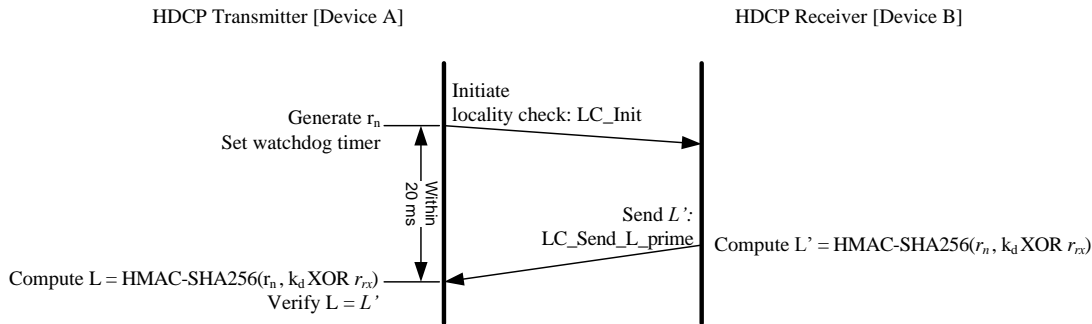 HDCP Transmitter [Device A]
HDCP Receiver [Device B]
Initiate
locality check: LC_Init
Generate rn
Set watchdog timer
Within
20 ms
Send L’:
LC_Send_L_prime
Compute L’ = HMAC-SHA256(rn, kd XOR rrx)
Compute L = HMAC-SHA256(rn, kd XOR rrx)
Verify L = L’